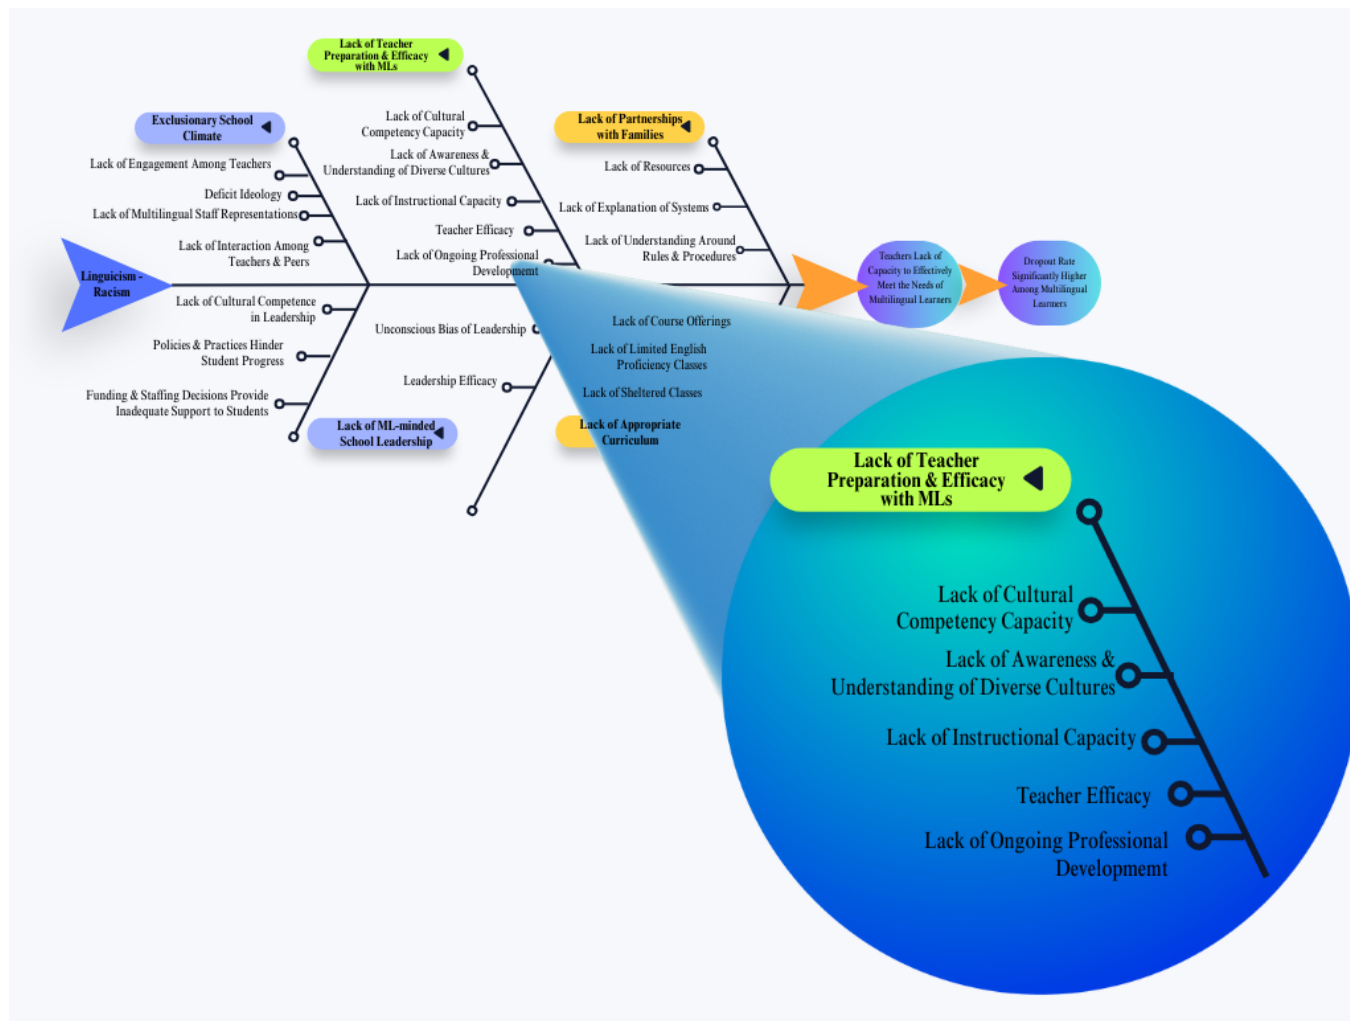 Lack of Teacher
Preparation & Efficacy
with MLs
Exclusionary School
Climate
Lack of Engagement Among Teachers
Deficit Ideology
Lack of Multilingual Staff Representations
Lack of Interaction Among
Teachers & Peers
Lack of Cultural
Competency Capacity
Lack of Awareness &
Understanding of Diverse Cultures
Lack of Instructional Capacity
Teacher Efficacy
Lack of Ongoing Professional
Developmemt
Lack of Partnerships
with Families
Lack of Resources
Lack of Explanation of Systems
Lack of Understanding Around
Rules & Procedures
Linguicism -
Racism
Teachers Lack of
Capacity to Effectively
Meet the Needs of
Multilingual Learners
Dropout Rate
Significantly Higher
Among Multilingual
Learners
Lack of Cultural Competence
in Leadership
Policies & Practices Hinder
Student Progress
Funding & Staffing Decisions Provide
Inadequate Support to Students
Lack of ML-minded
School Leadership
Unconscious Bias of Leadership
Leadership Efficacy
Lack of Course Offerings
Lack of Limited English
Proficiency Classes
Lack of Sheltered Classes
Lack of Appropriate
Curriculum
Lack of Teacher
Preparation & Efficacy
with MLs
Lack of Cultural
Competency Capacity
Lack of Awareness &
Understanding of Diverse Cultures
Lack of Instructional Capacity
Teacher Efficacy
Lack of Ongoing Professional
Developmemt